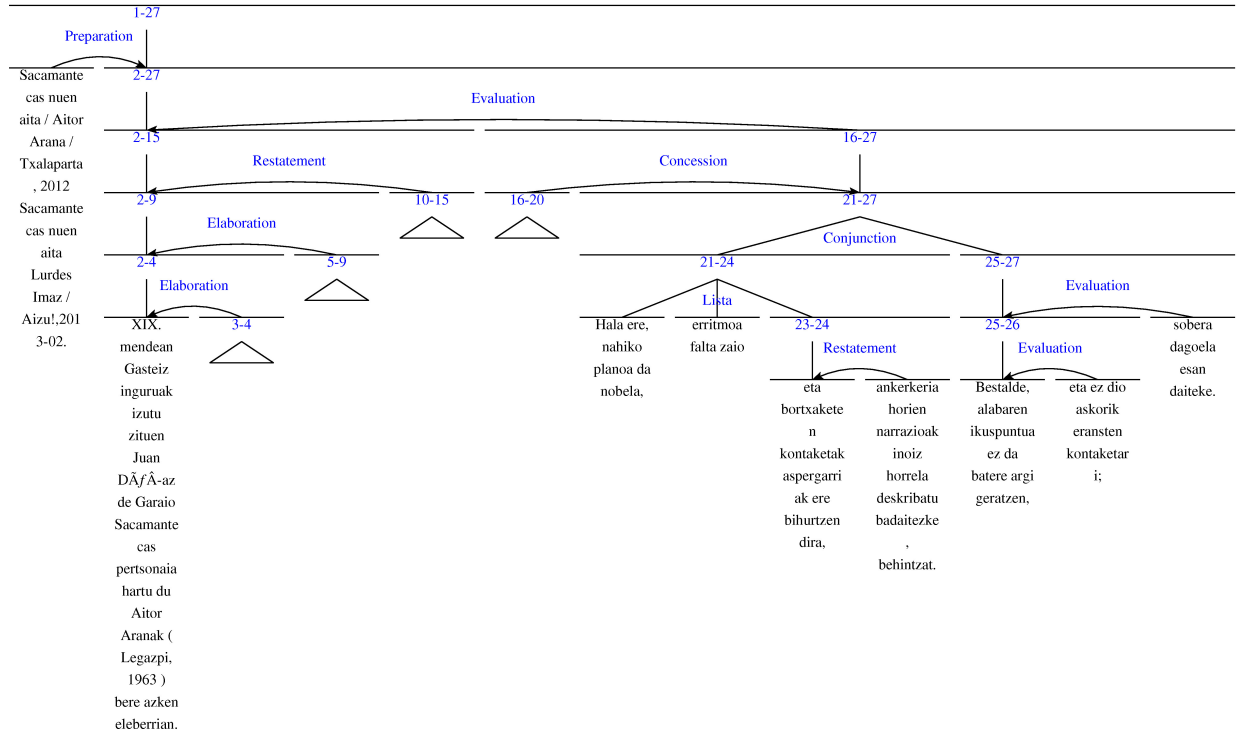 1-27
Preparation
Sacamante
cas nuen
aita / Aitor
Arana /
Txalaparta
, 2012
Sacamante
cas nuen
aita
Lurdes
Imaz /
Aizu!,201
3-02.
2-27
Evaluation
2-15
16-27
Restatement
Concession
2-9
10-15
16-20
21-27
Elaboration
Conjunction
2-4
5-9
21-24
25-27
Elaboration
Lista
Evaluation
XIX.
mendean
Gasteiz
inguruak
izutu
zituen
Juan
DÃƒÂ-az
de Garaio
Sacamante
cas
pertsonaia
hartu du
Aitor
Aranak (
Legazpi,
1963 )
bere azken
eleberrian.
3-4
Hala ere,
nahiko
planoa da
nobela,
erritmoa
falta zaio
23-24
25-26
sobera
dagoela
esan
daiteke.
Restatement
Evaluation
eta
bortxakete
n
kontaketak
aspergarri
ak ere
bihurtzen
dira,
ankerkeria
horien
narrazioak
inoiz
horrela
deskribatu
badaitezke
,
behintzat.
Bestalde,
alabaren
ikuspuntua
ez da
batere argi
geratzen,
eta ez dio
askorik
eransten
kontaketar
i;